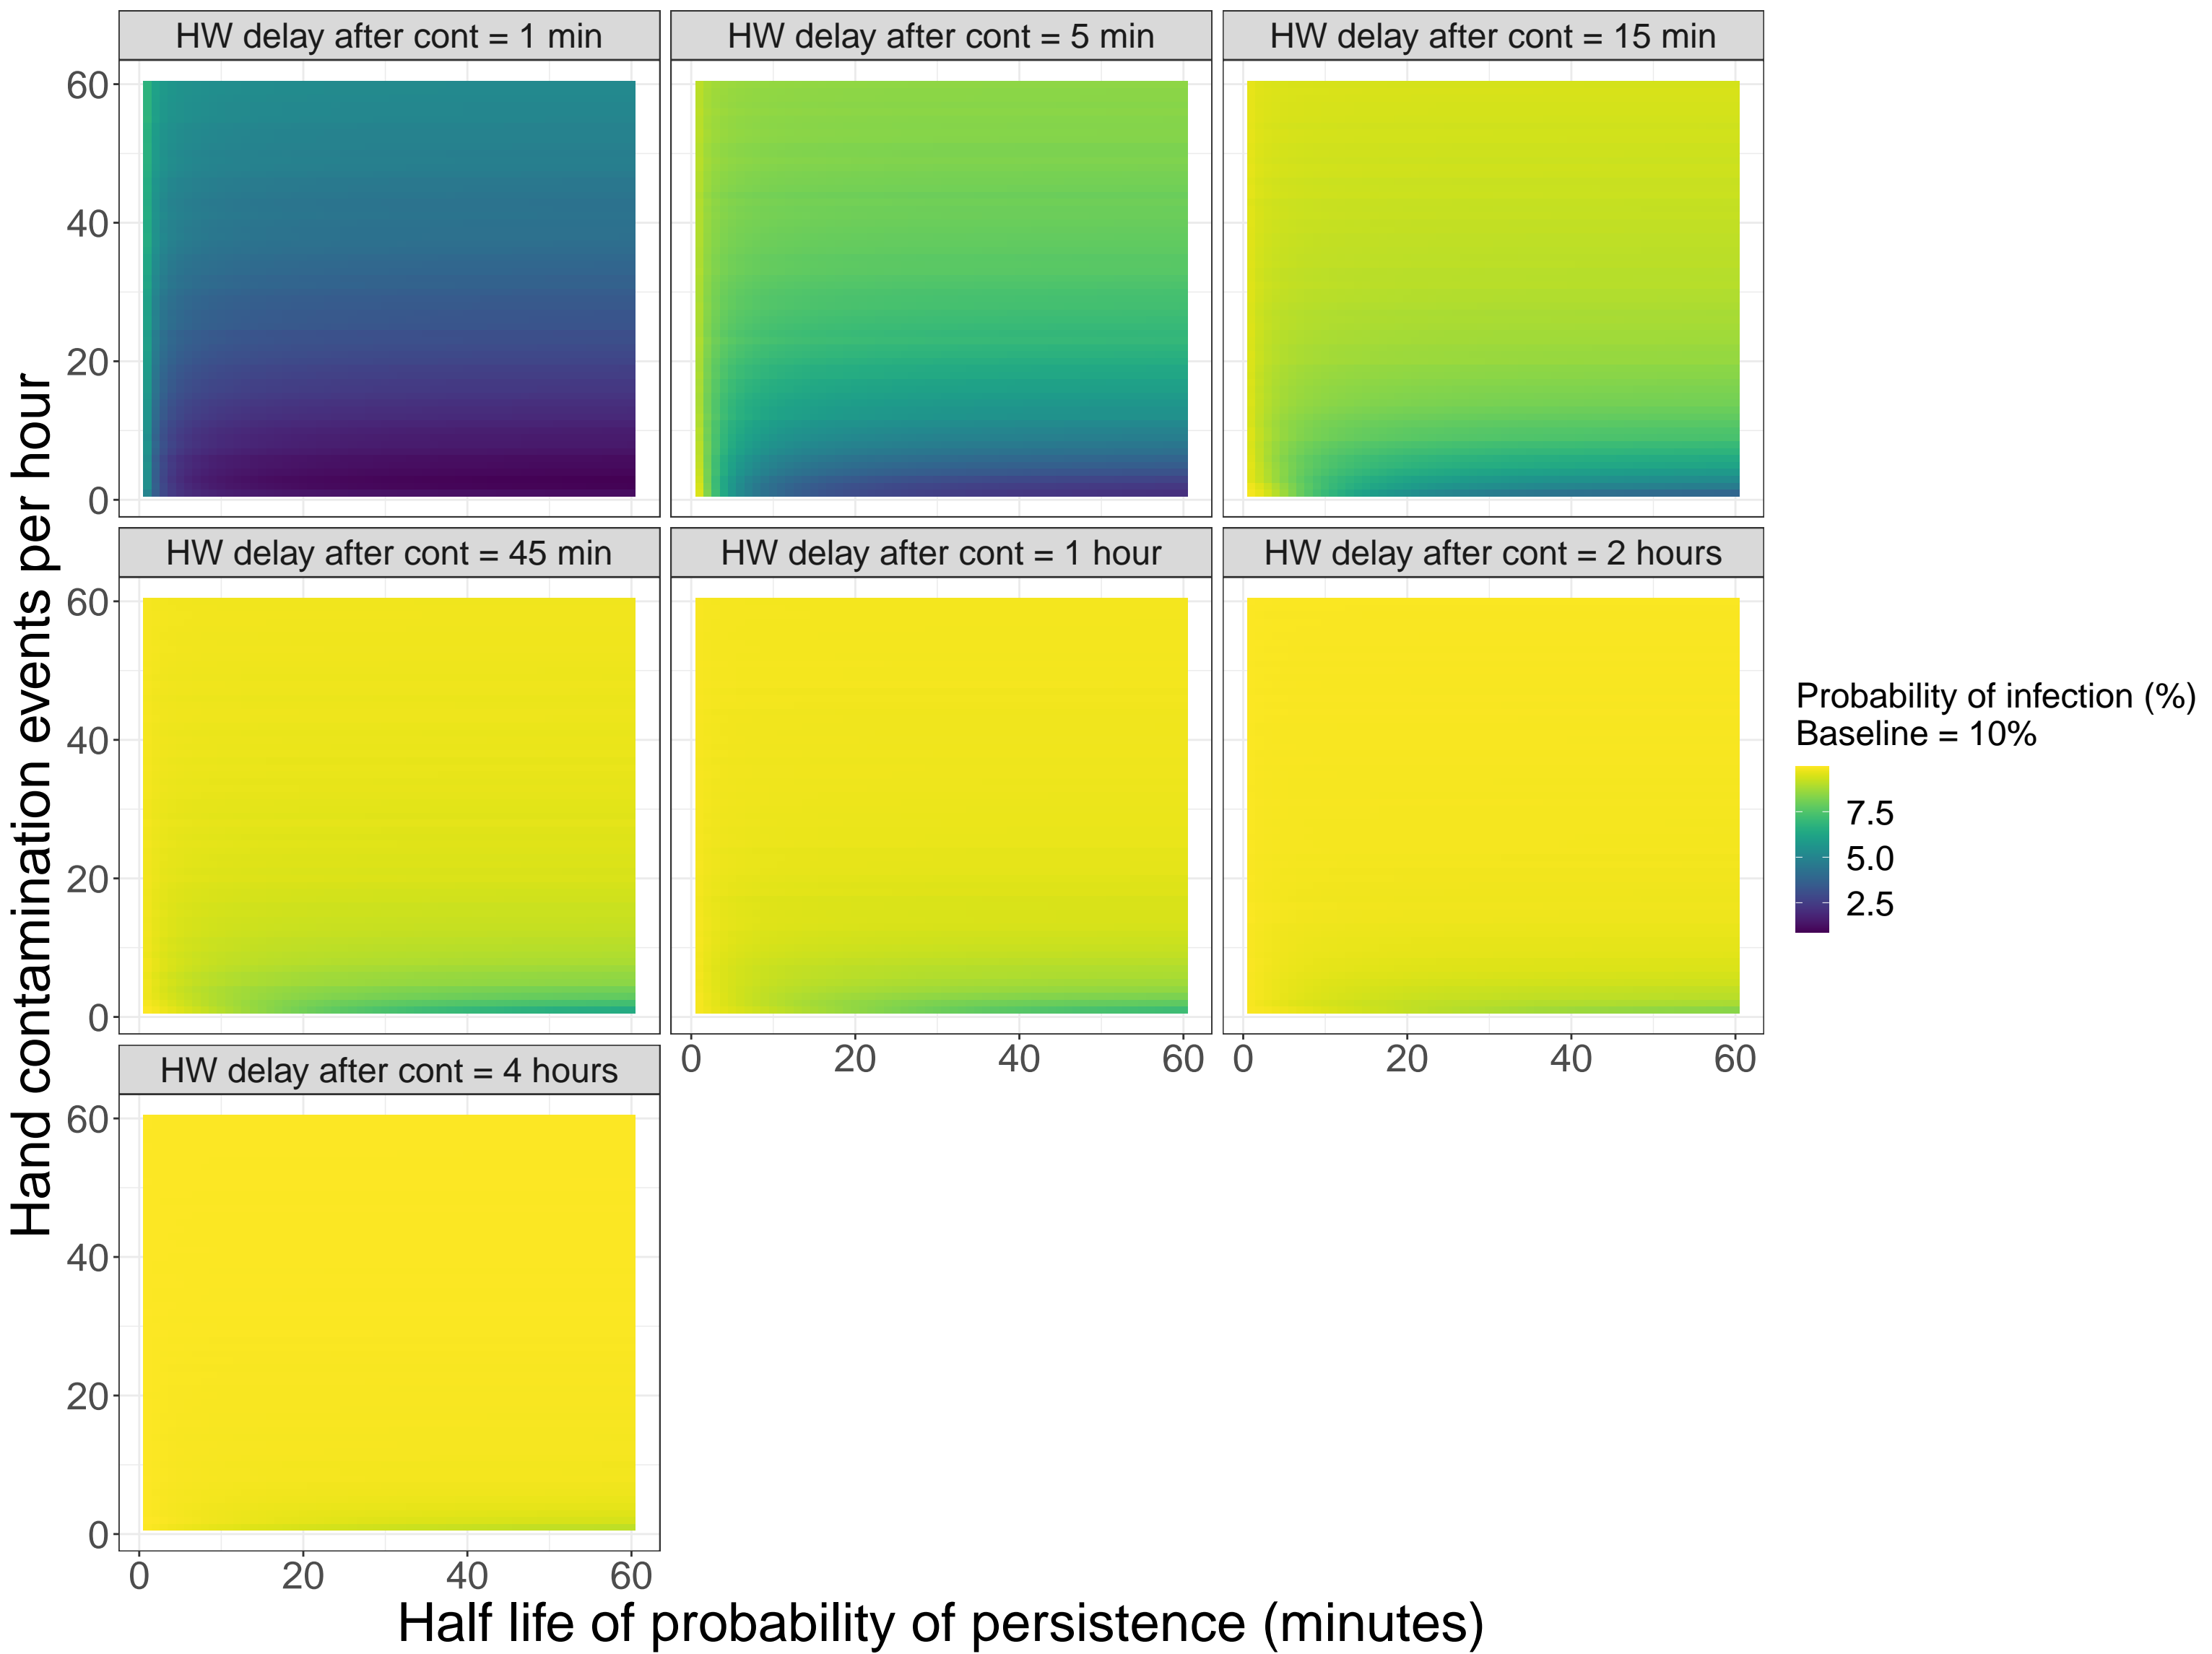 HW delay after cont = 1 min
HW delay after cont = 5 min
HW delay after cont = 15 min
60
40
20
0
HW delay after cont = 45 min
HW delay after cont = 1 hour
HW delay after cont = 2 hours
60
40
20
0
0 20 40 60
0 20 40 60
HW delay after cont = 4 hours
60
40
20
0
0 20 40 60
Hand contamination events per hour
Half life of probability of persistence (minutes)
Probability of infection (%)
Baseline = 10%
7.5
5.0
2.5